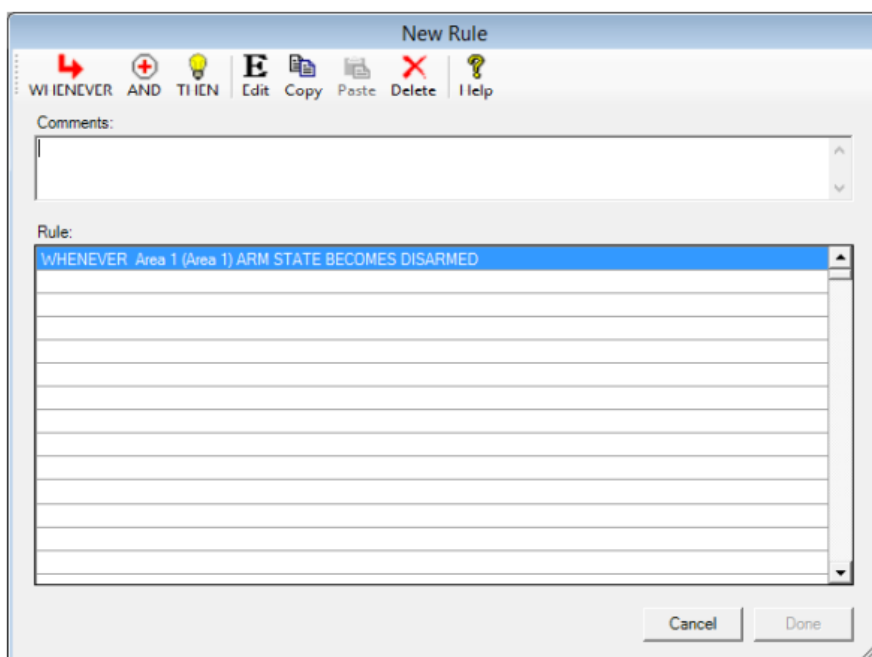 New Rule
WHENEVER AND THEN Edit Copy Paste Delete Help
Comments:
Rule:
WHENEVER Area 1 (Area 1) ARM STATE BECOMES DISARMED
Cancel Done